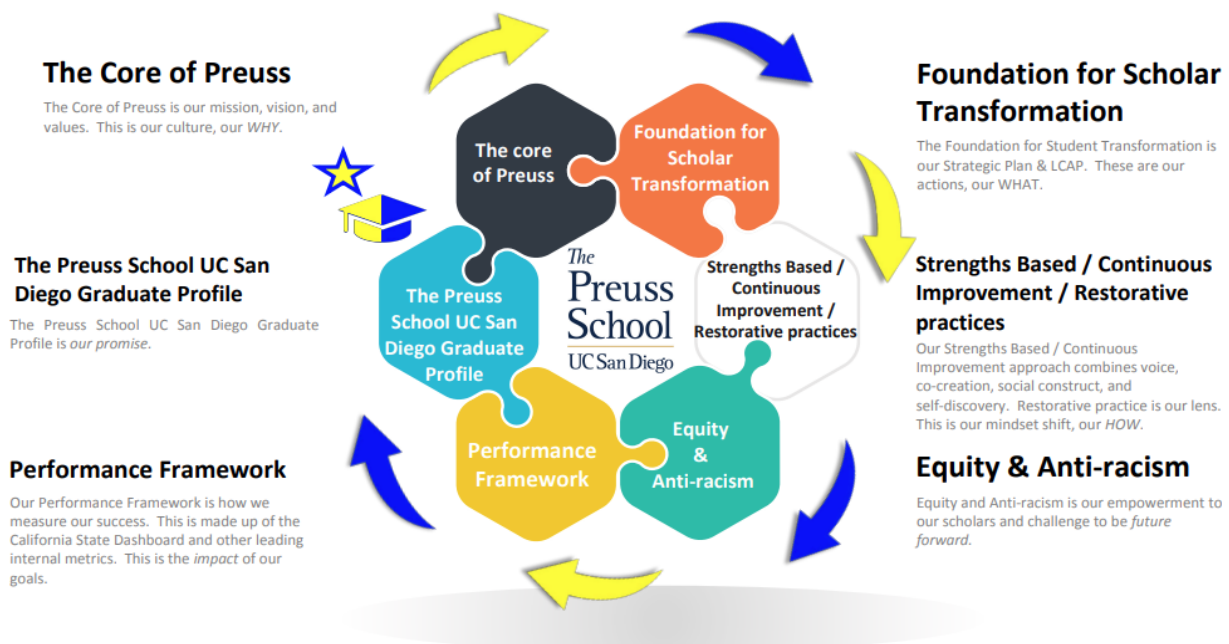 The Core of Preuss
The Core of Preuss is our mission, vision, and
values. This is our culture, our WHY.
The Preuss School UC San
Diego Graduate Profile
The Preuss School UC San Diego Graduate
Profile is our promise.
Performance Framework
Our Performance Framework is how we
measure our success. This is made up of the
California State Dashboard and other leading
internal metrics. This is the impact of our
goals.
The core
of Preuss
Foundation for
Scholar
Transformation
Strengths Based /
Continuous
Improvement /
Restorative practices
Equity
&
Anti-racism
Performance
Framework
The Preuss
School UC San
Diego Graduate
Profile
The
Preuss
School
UC San Diego
Foundation for Scholar
Transformation
The Foundation for Student Transformation is
our Strategic Plan & LCAP. These are our
actions, our WHAT.
Strengths Based / Continuous
Improvement / Restorative
practices
Our Strengths Based / Continuous
Improvement approach combines voice,
co-creation, social construct, and
self-discovery. Restorative practice is our lens.
This is our mindset shift, our HOW.
Equity & Anti-racism
Equity and Anti-racism is our empowerment to
our scholars and challenge to be future
forward.